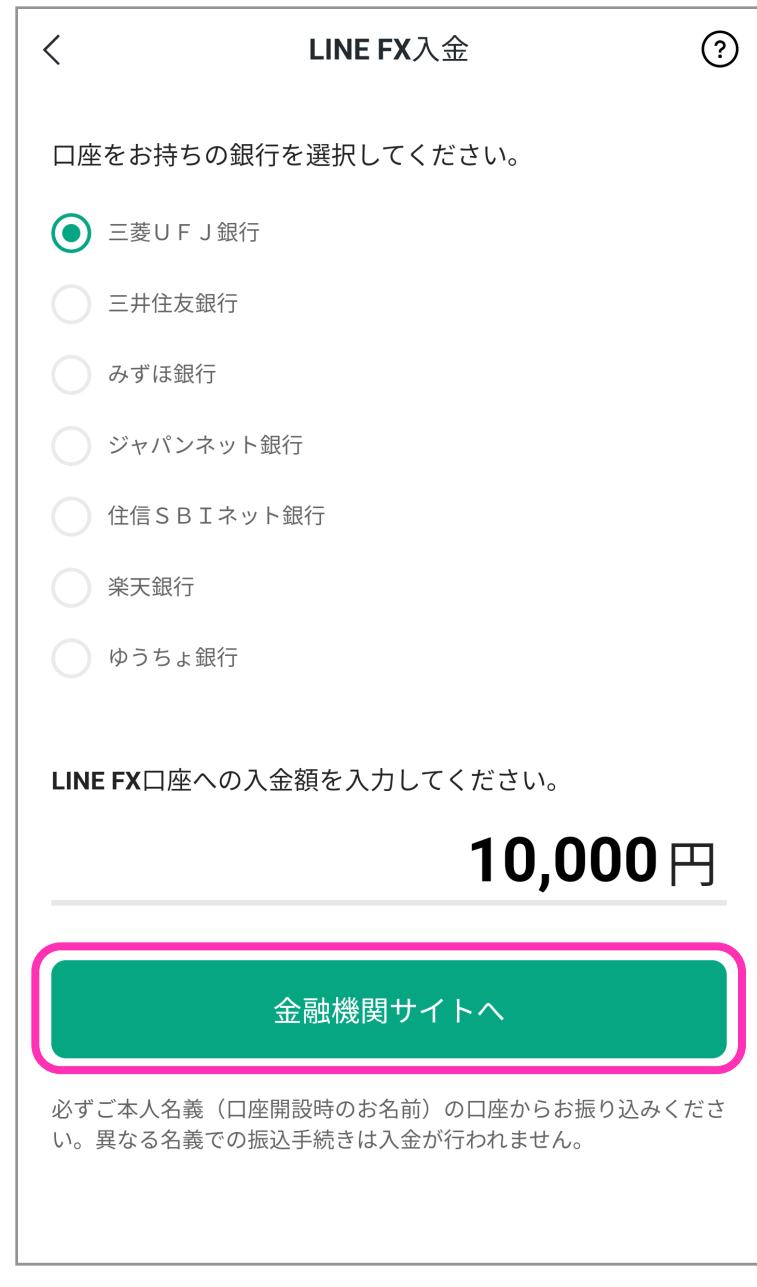 LINE FX入金
?
口座をお持ちの銀行を選択してください。
三菱ＵＦＪ銀行
三井住友銀行
みずほ銀行
ジャパンネット銀行
住信ＳＢＩネット銀行
楽天銀行
ゆうちょ銀行
LINE FX口座への入金額を入力してください。
10,000円
金融機関サイトへ
必ずご本人名義（口座開設時のお名前）の口座からお振り込みくださ
い。異なる名義での振込手続きは入金が行われません。